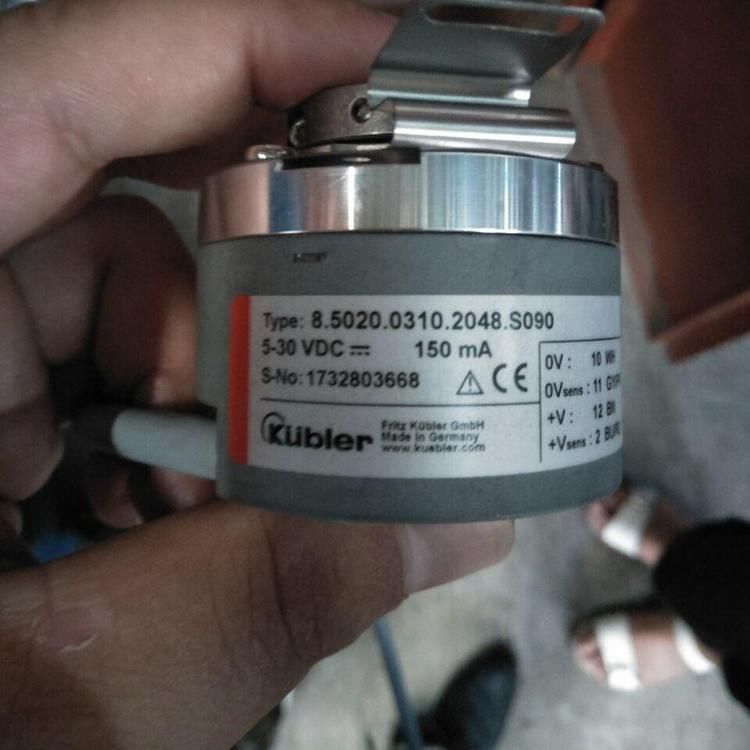 Type: 8.5020.0310.2048.S090
5-30 VDC 150 mA
S-No: 1732803668
CE
Kübler
Fritz Kübler GmbH
Made in Germany
www.kuebler.com
0V : 10 WH
0Vsens : 11
+V : 12 BN
+Vsens : 2